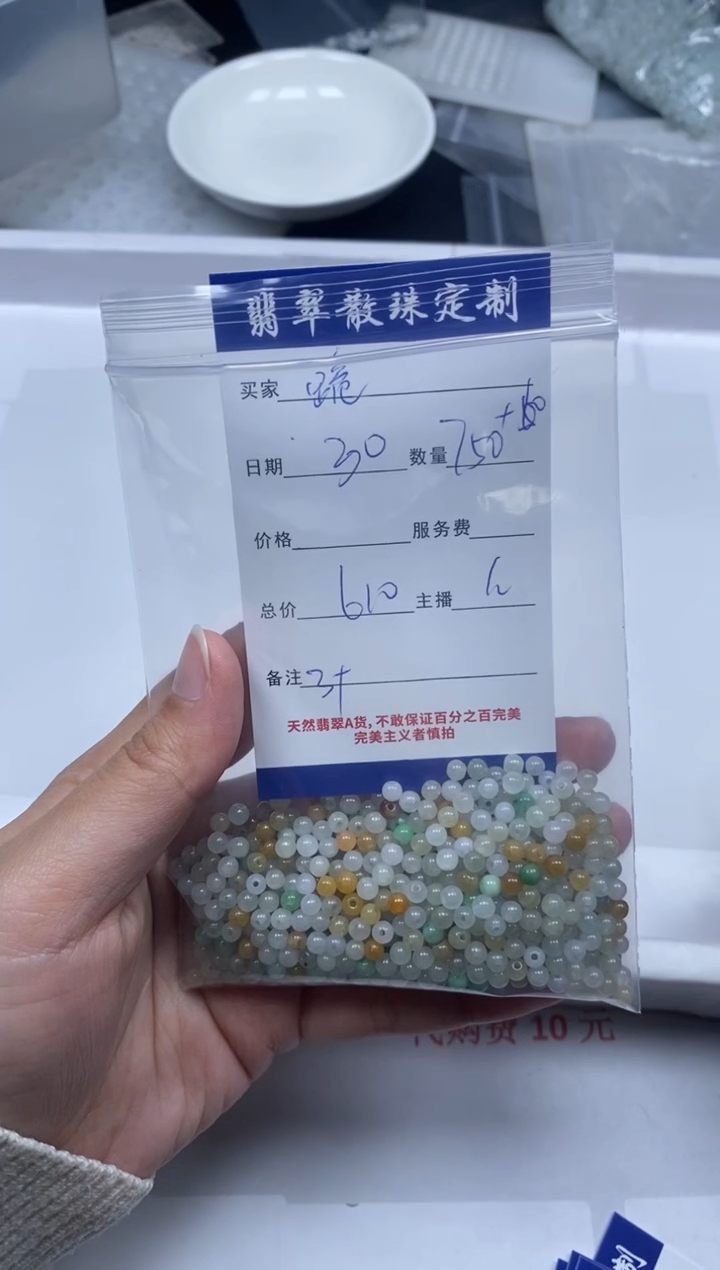 翡翠散珠定制
买家
日期 30 数量 750
价格 服务费
总价 610 主播
备注
天然翡翠A货，不敢保证百分之百完美
完美主义者慎拍
代购费 10 元
制